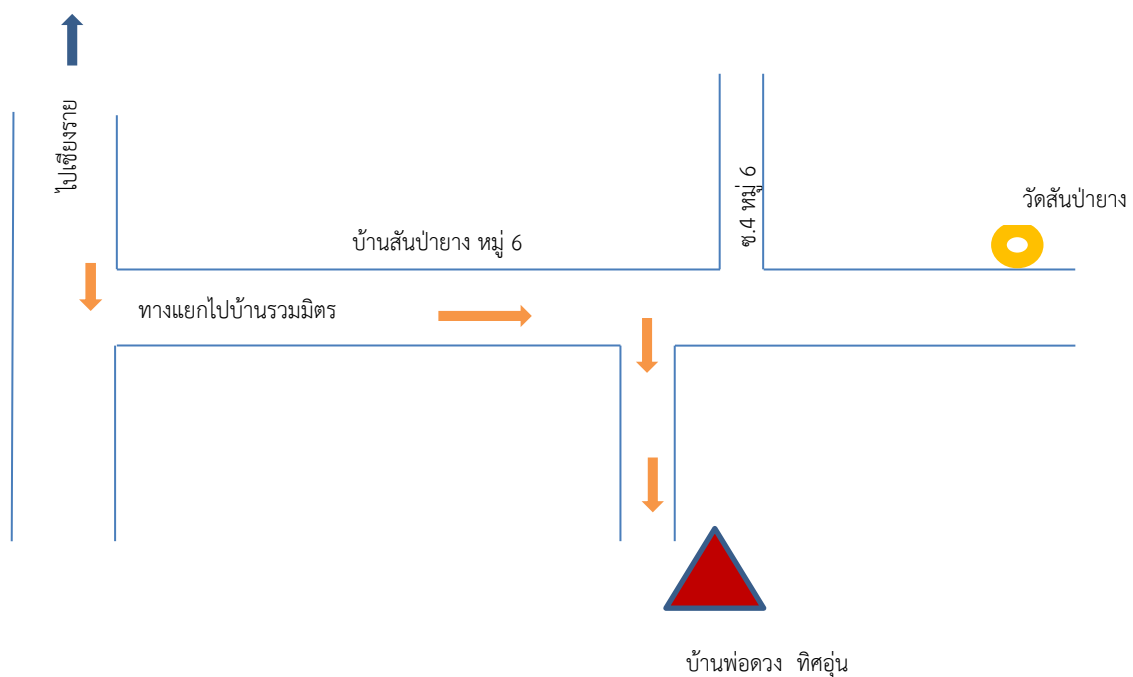 ไปเชียงราย
ซ.4 หมู่ 6
วัดสันป่ายาง
บ้านสันป่ายาง หมู่ 6
ทางแยกไปบ้านรวมมิตร
บ้านพ่อดวง ทิศอุ่น